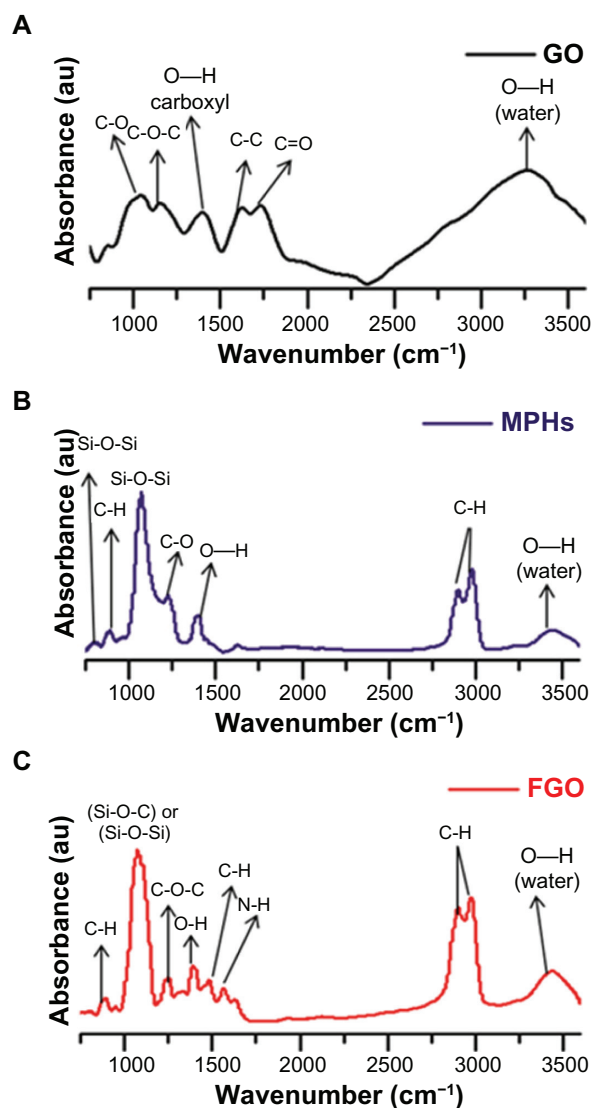 A
GO
O—H
carboxyl
O—H
(water)
C-O
C-O-C
C-C
C=O
Absorbance (au)
1000 1500 2000 2500 3000 3500
Wavenumber (cm⁻¹)
B
MPHs
Si-O-Si
Si-O-Si
C-H
C-H
C-O
O—H
O—H
(water)
Absorbance (au)
1000 1500 2000 2500 3000 3500
Wavenumber (cm⁻¹)
C
FGO
(Si-O-C) or
(Si-O-Si)
C-H
C-H
C-O-C
N-H
O-H
C-H
O—H
(water)
Absorbance (au)
1000 1500 2000 2500 3000 3500
Wavenumber (cm⁻¹)